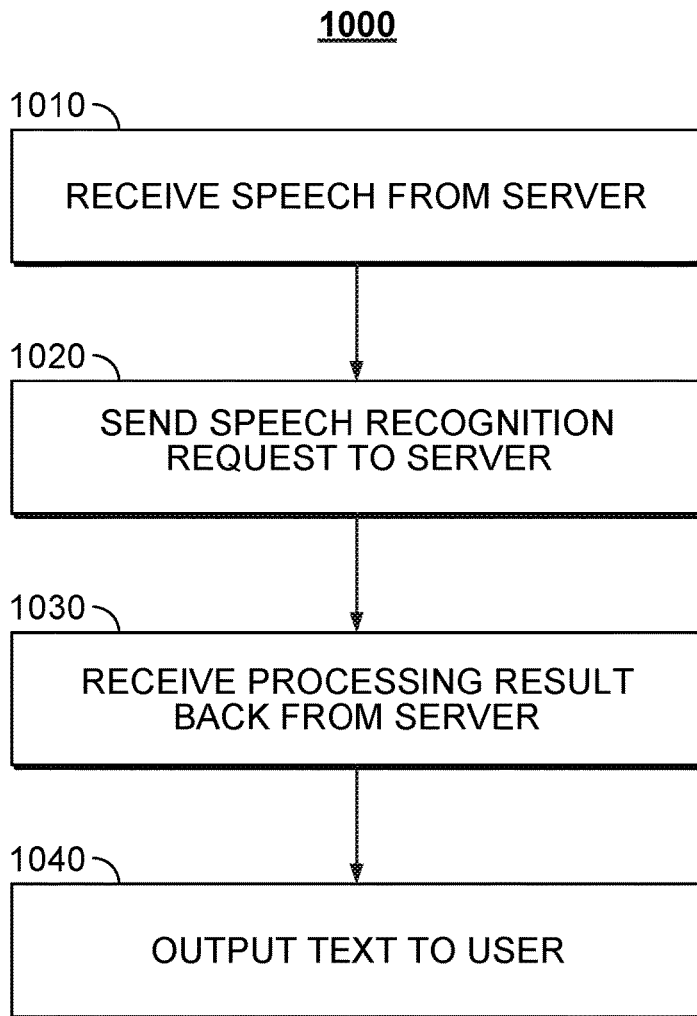 1000
1010
RECEIVE SPEECH FROM SERVER
1020
SEND SPEECH RECOGNITION
REQUEST TO SERVER
1030
RECEIVE PROCESSING RESULT
BACK FROM SERVER
1040
OUTPUT TEXT TO USER